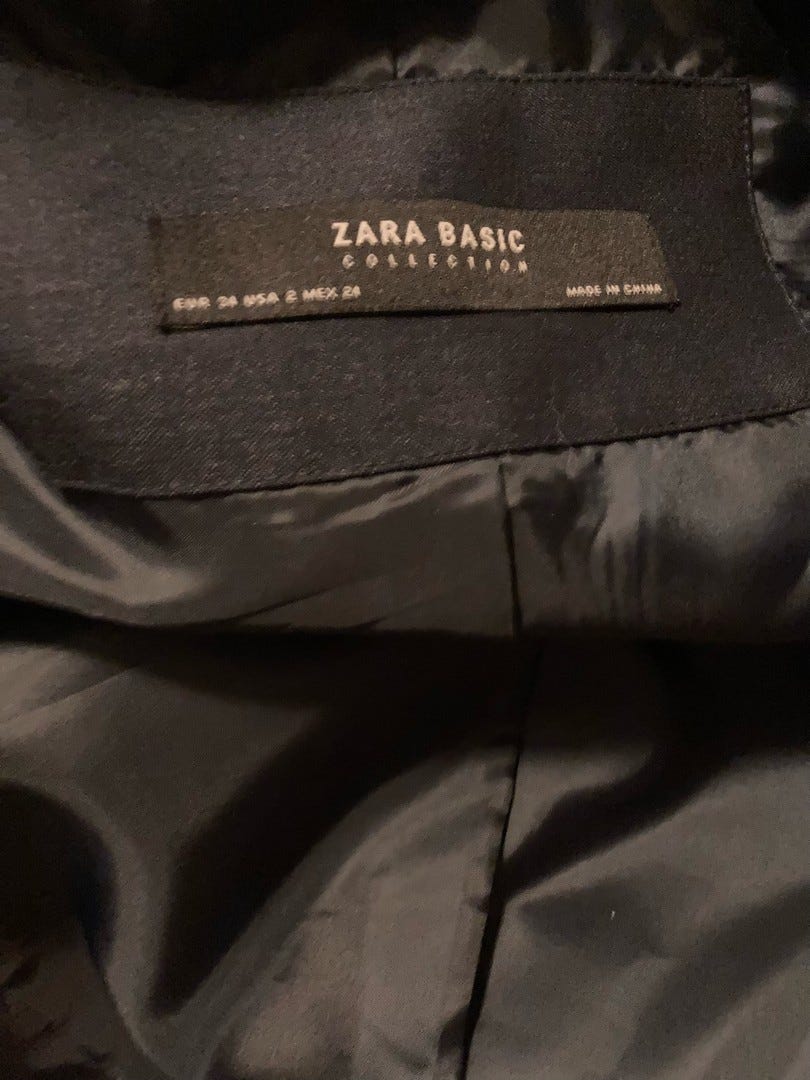 ZARA BASIC
COLLECTION
EUR 34 USA 2 MEX 24
MADE IN CHINA